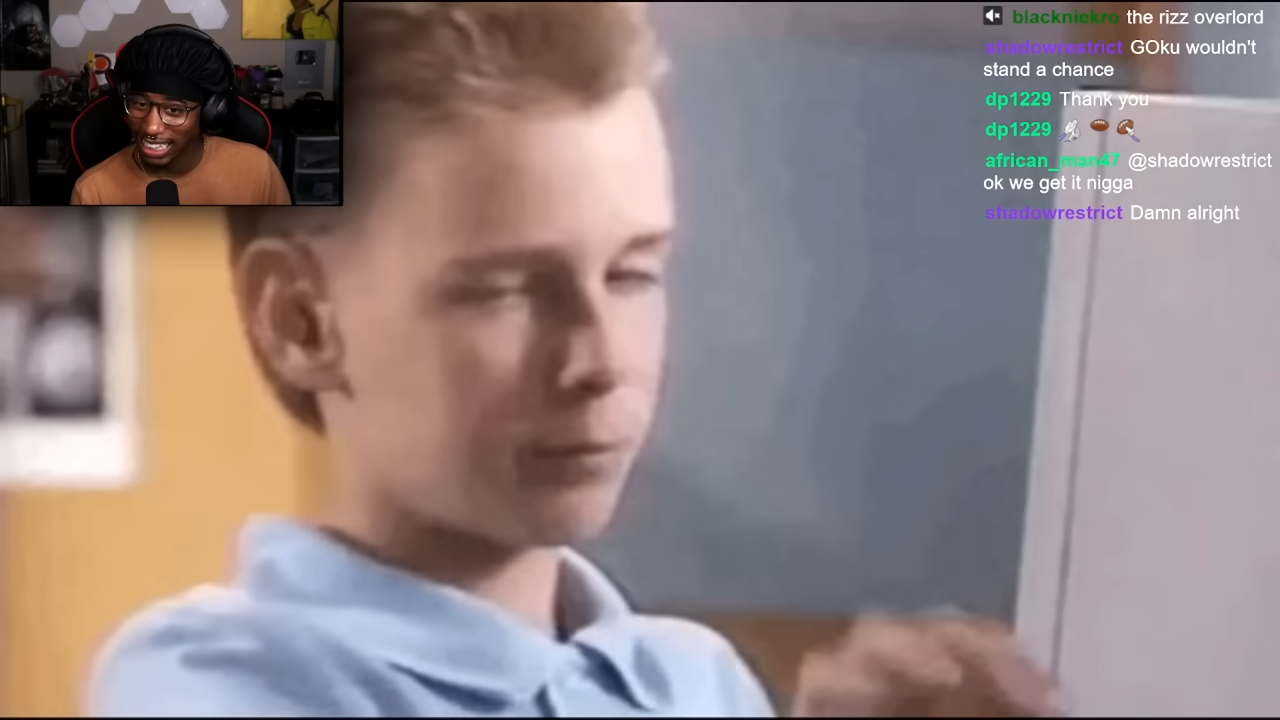 blackniekro the rizz overlord
shadowrestrict GOku wouldn't
stand a chance
dp1229 Thank you
dp1229
african_man47 @shadowrestrict
ok we get it nigga
shadowrestrict Damn alright